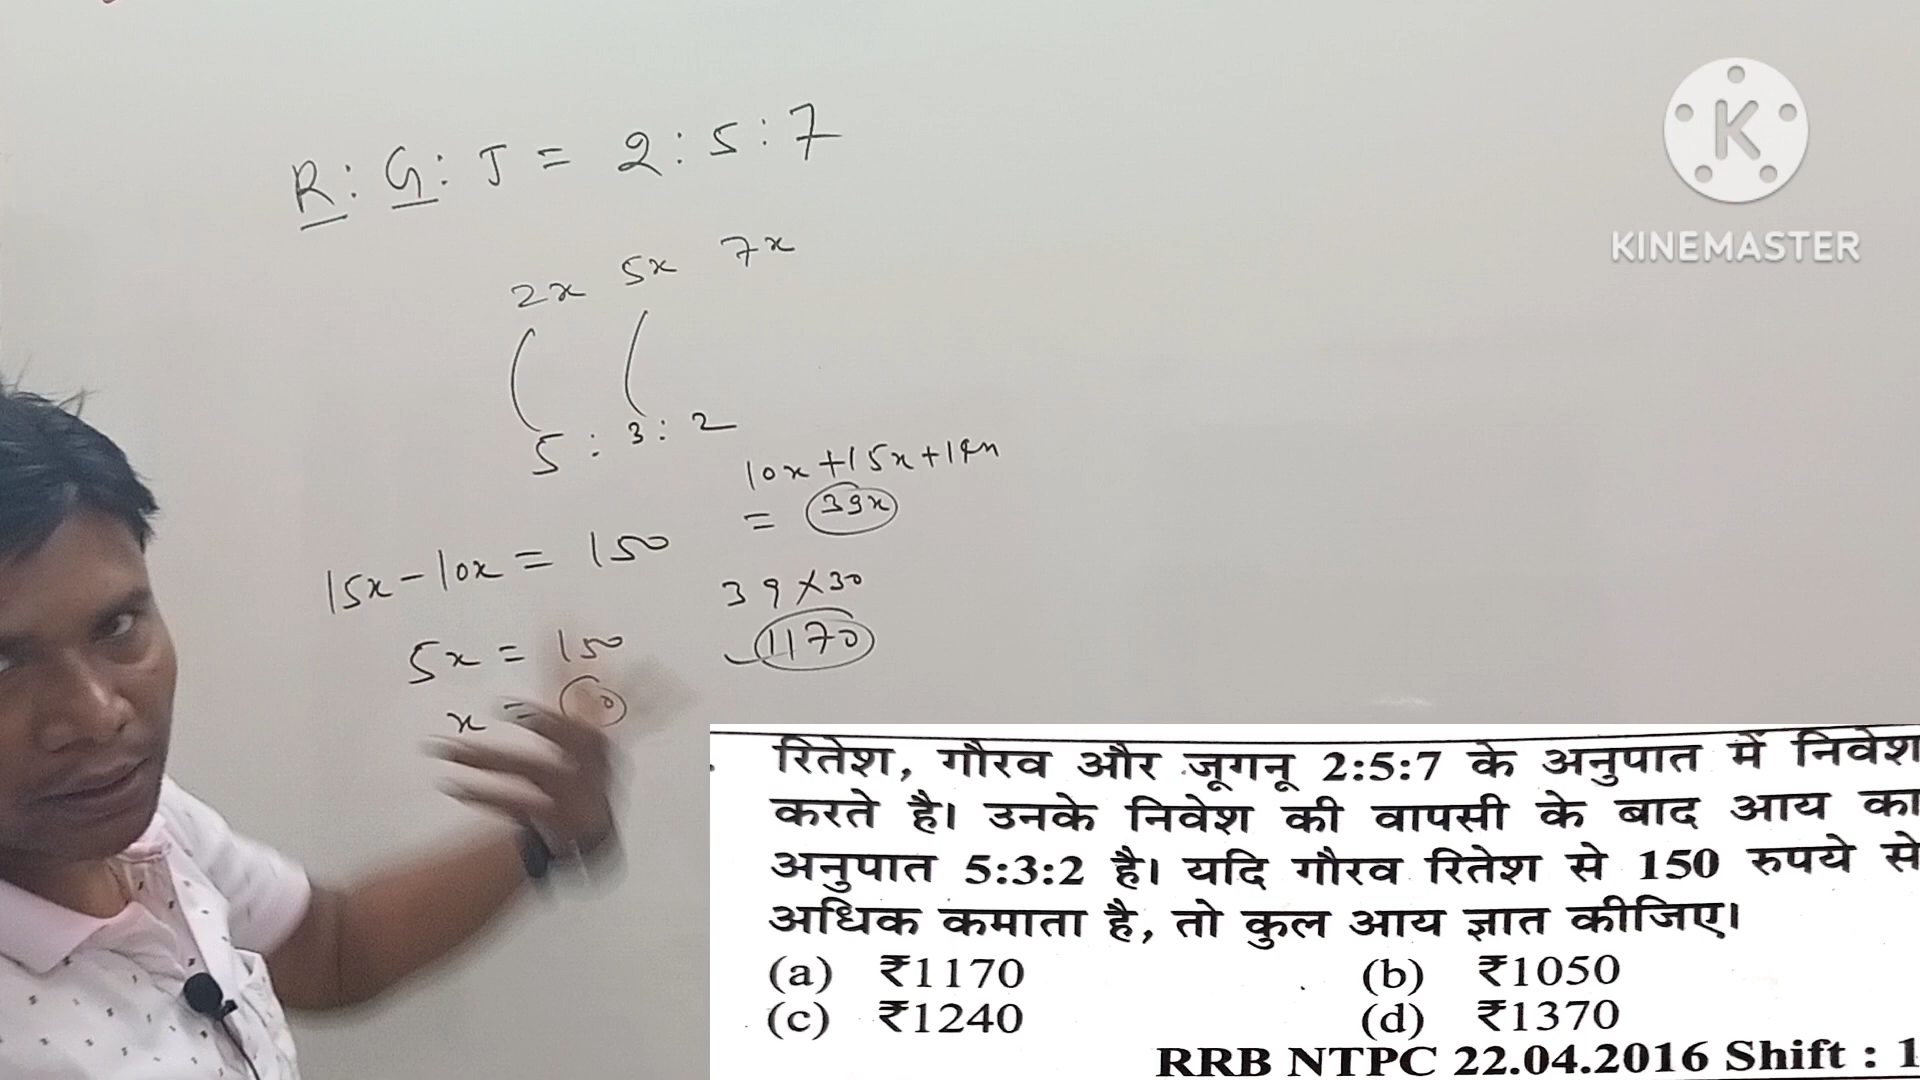 R : G : J = 2 : 5 : 7
2x 5x 7x
5 : 3 : 2
10x+15x+14x
= 39x
15x-10x = 150
39×30
5x = 150
1170
x =
KINEMASTER
रितेश, गौरव और जूगनू 2:5:7 के अनुपात में निवेश
करते है। उनके निवेश की वापसी के बाद आय का
अनुपात 5:3:2 है। यदि गौरव रितेश से 150 रुपये से
अधिक कमाता है, तो कुल आय ज्ञात कीजिए।
(a) ₹1170 (b) ₹1050
(c) ₹1240 (d) ₹1370
RRB NTPC 22.04.2016 Shift : 1